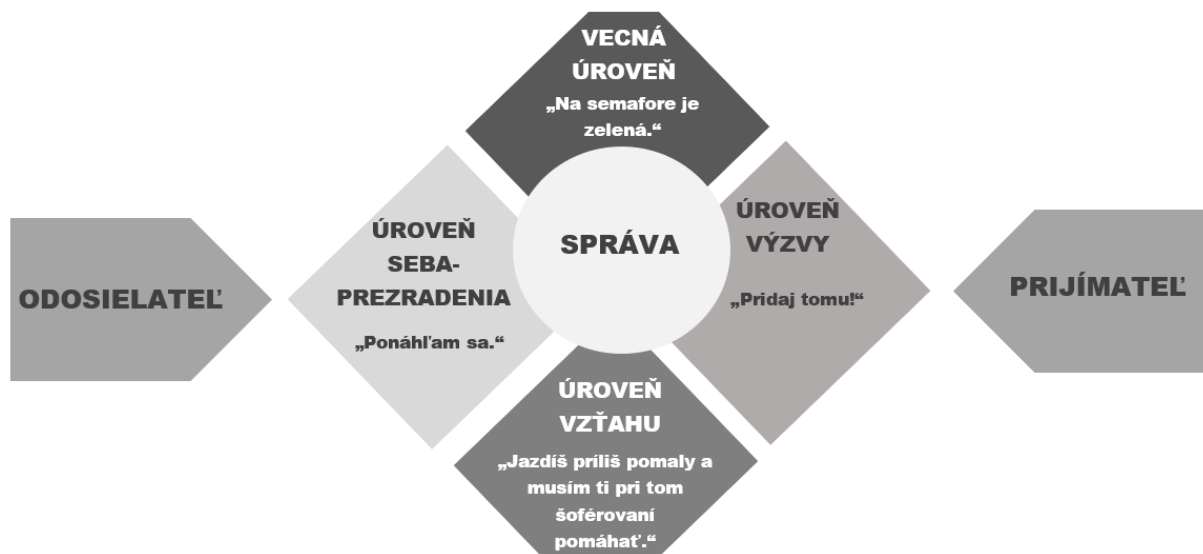 VECNÁ
ÚROVEŇ
„Na semafore je
zelená.“
ODOSIELATEĽ
ÚROVEŇ
SEBA-
PREZRADENIA
„Ponáhľam sa.“
SPRÁVA
ÚROVEŇ
VÝZVY
„Pridaj tomu!“
PRIJÍMATEĽ
ÚROVEŇ
VZŤAHU
„Jazdíš príliš pomaly a
musím ti pri tom
šoférovaní
pomáhať.“